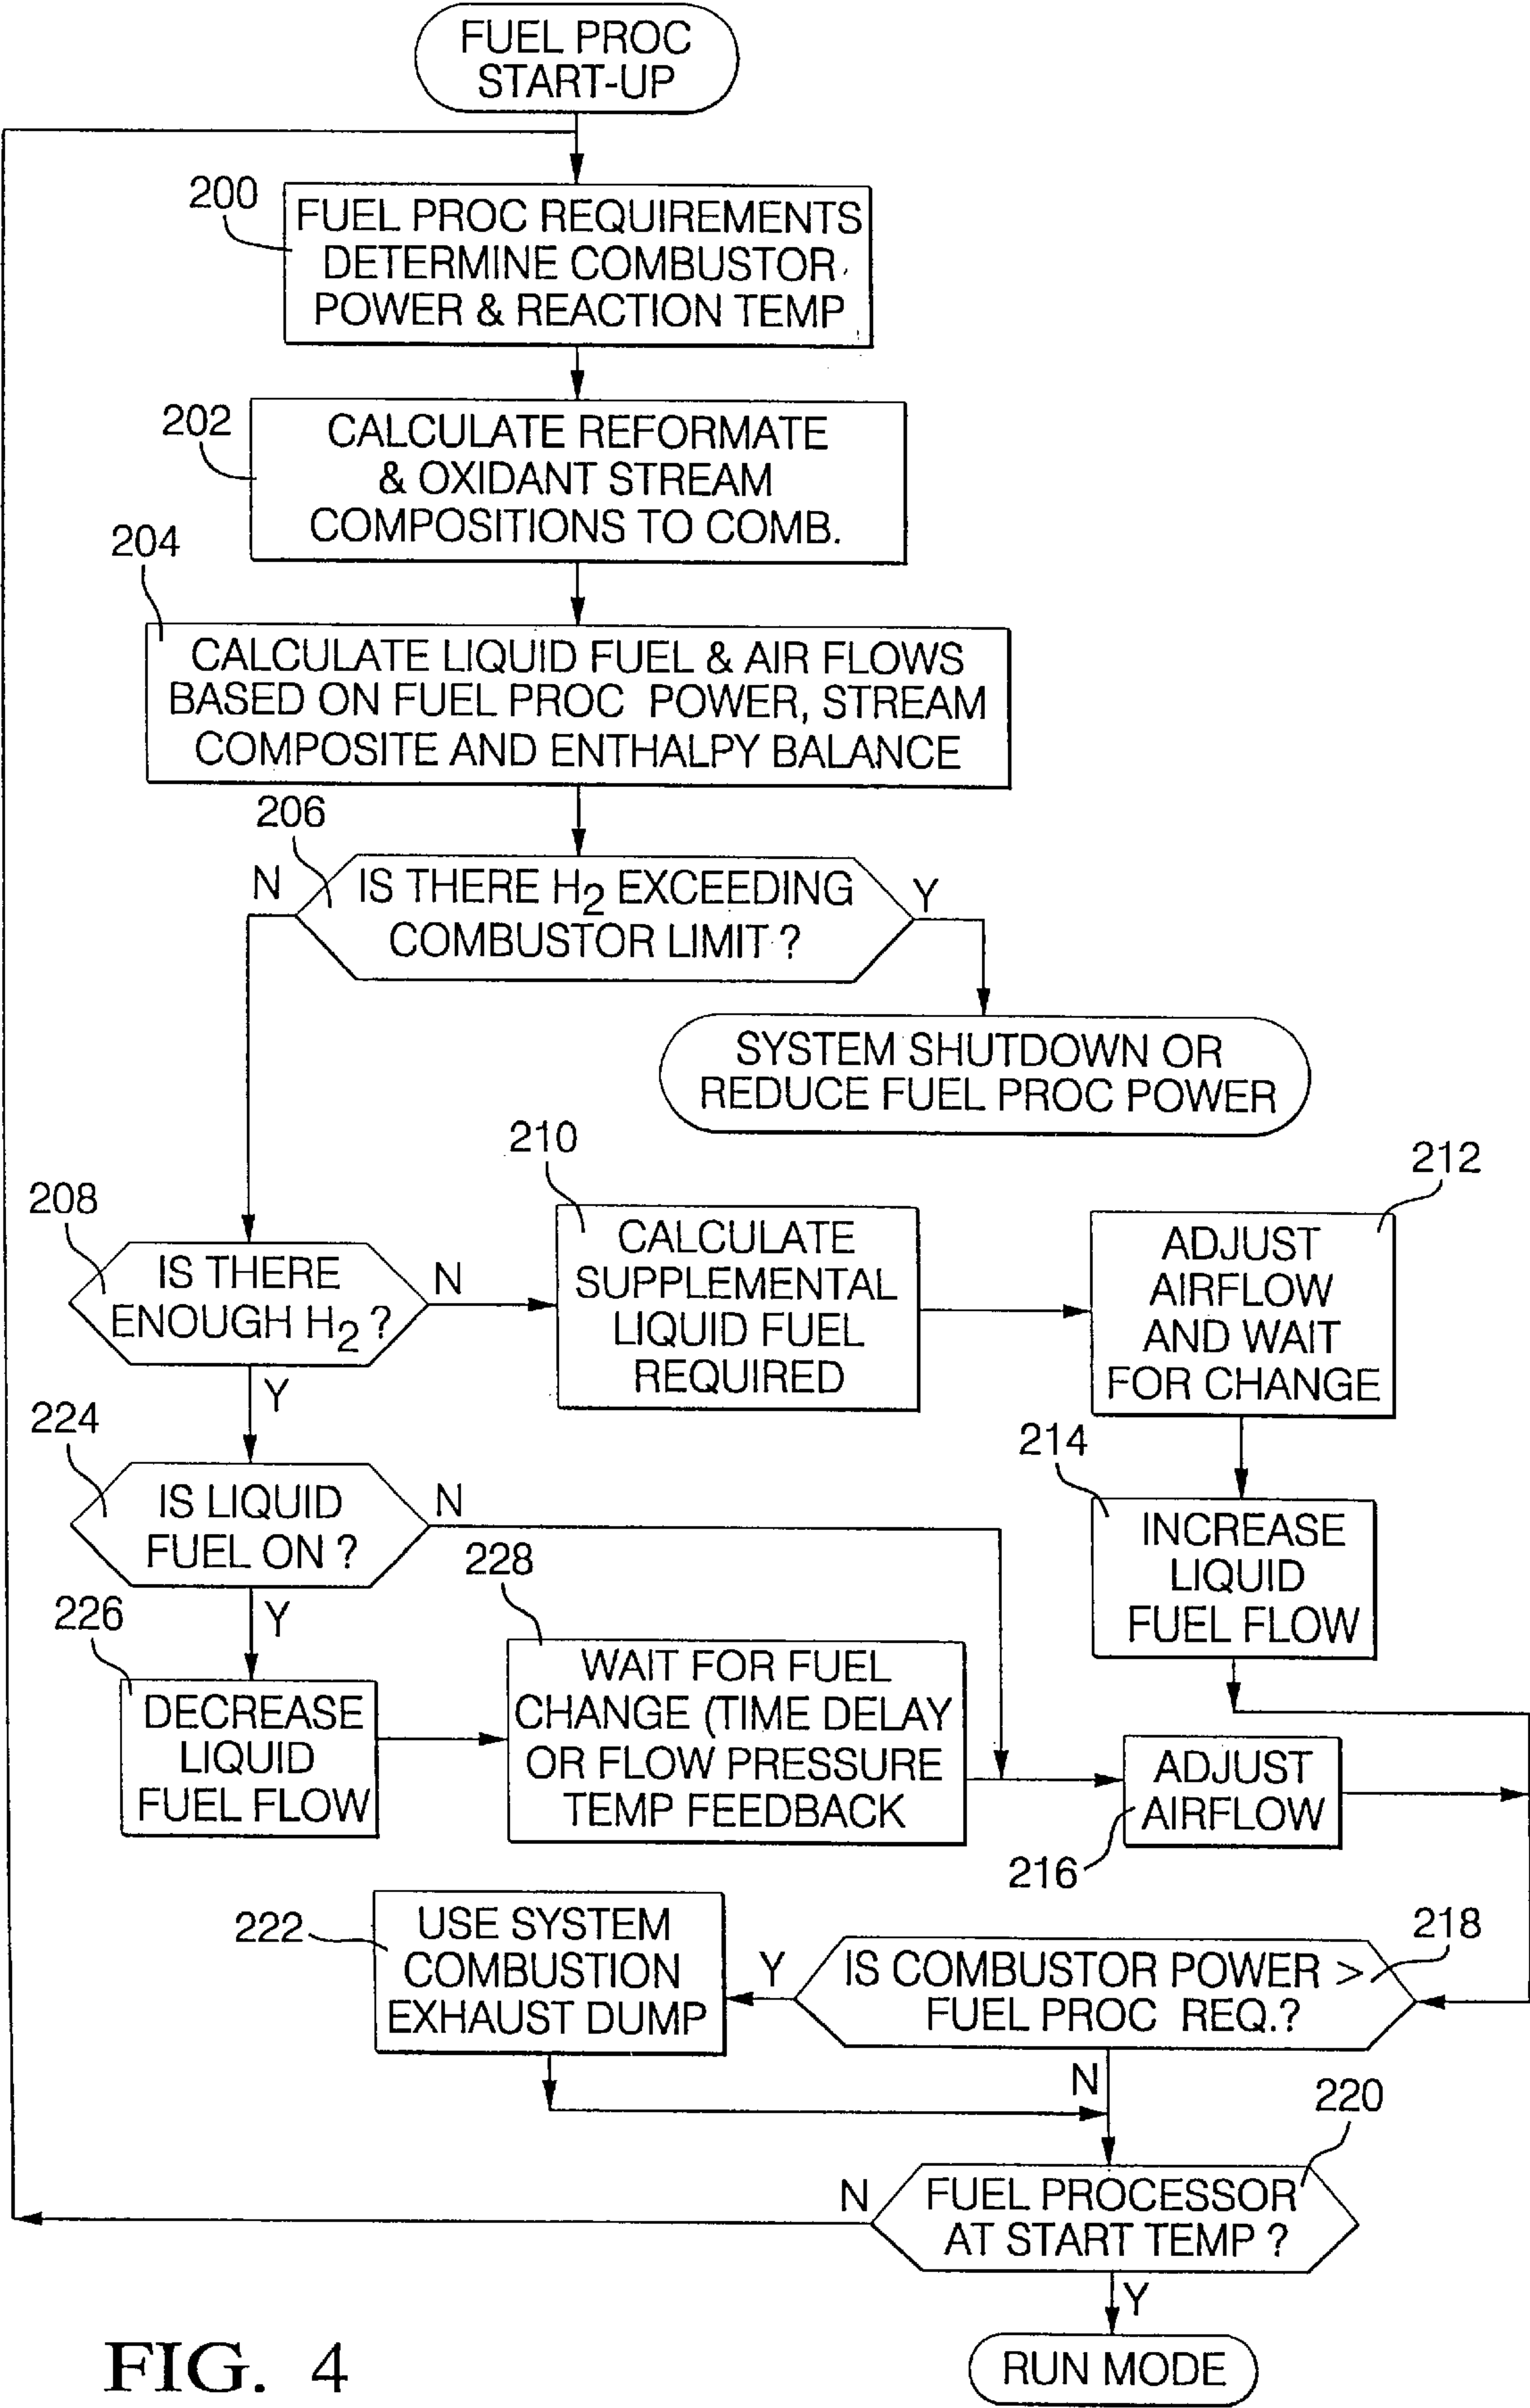 FUEL PROC
START-UP
200
FUEL PROC REQUIREMENTS
DETERMINE COMBUSTOR
POWER & REACTION TEMP
202
CALCULATE REFORMATE
& OXIDANT STREAM
COMPOSITIONS TO COMB.
204
CALCULATE LIQUID FUEL & AIR FLOWS
BASED ON FUEL PROC POWER, STREAM
COMPOSITE AND ENTHALPY BALANCE
206
N
IS THERE H2 EXCEEDING
COMBUSTOR LIMIT ?
Y
SYSTEM SHUTDOWN OR
REDUCE FUEL PROC POWER
208
IS THERE
ENOUGH H2 ?
N
Y
210
CALCULATE
SUPPLEMENTAL
LIQUID FUEL
REQUIRED
212
ADJUST
AIRFLOW
AND WAIT
FOR CHANGE
214
INCREASE
LIQUID
FUEL FLOW
224
IS LIQUID
FUEL ON ?
N
Y
226
DECREASE
LIQUID
FUEL FLOW
228
WAIT FOR FUEL
CHANGE (TIME DELAY
OR FLOW PRESSURE
TEMP FEEDBACK
ADJUST
AIRFLOW
216
218
IS COMBUSTOR POWER >
FUEL PROC REQ.?
Y
N
222
USE SYSTEM
COMBUSTION
EXHAUST DUMP
220
FUEL PROCESSOR
AT START TEMP ?
N
Y
RUN MODE
FIG. 4